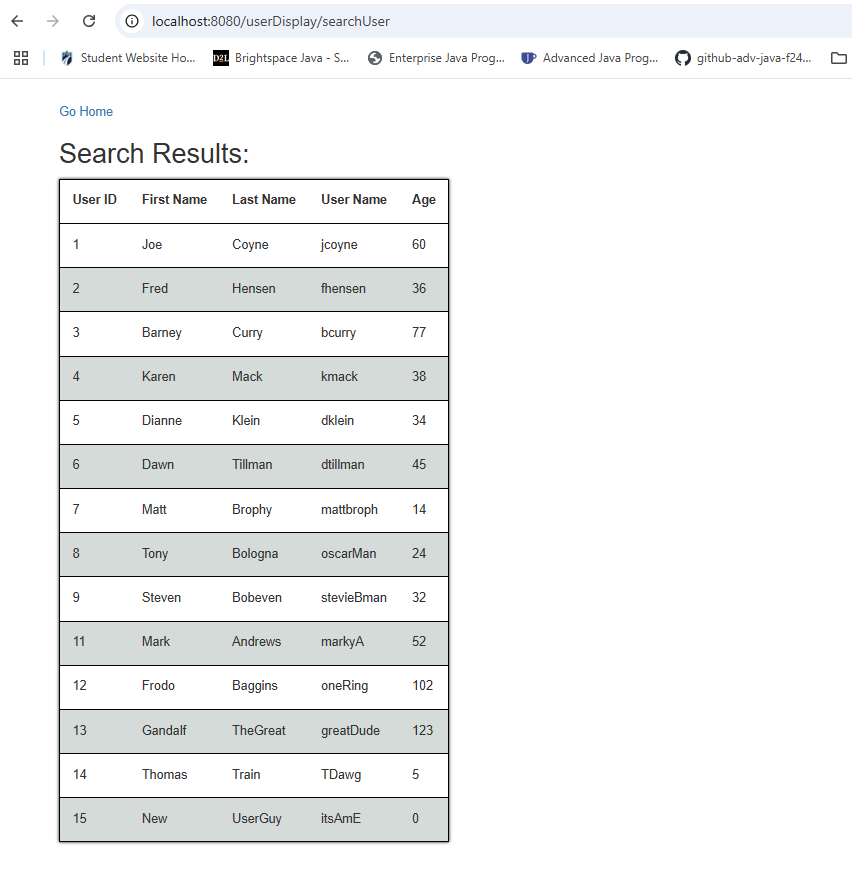 localhost:8080/userDisplay/searchUser
Student Website Ho... D2L Brightspace Java - S... Enterprise Java Prog... Advanced Java Prog... github-adv-java-f24...
Go Home
Search Results:
User ID First Name Last Name User Name Age
1 Joe Coyne jcoyne 60
2 Fred Hensen fhensen 36
3 Barney Curry bcurry 77
4 Karen Mack kmack 38
5 Dianne Klein dklein 34
6 Dawn Tillman dtillman 45
7 Matt Brophy mattbroph 14
8 Tony Bologna oscarMan 24
9 Steven Bobeven stevieBman 32
11 Mark Andrews markyA 52
12 Frodo Baggins oneRing 102
13 Gandalf TheGreat greatDude 123
14 Thomas Train TDawg 5
15 New UserGuy itsAmE 0